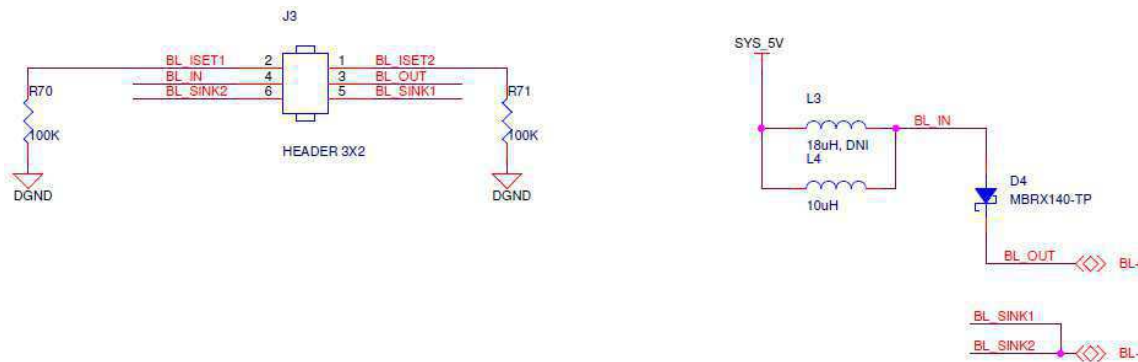 J3
BL_ISET1 2 1 BL_ISET2
BL_IN 4 3 BL_OUT
BL_SINK2 6 5 BL_SINK1
R70
100K
R71
100K
HEADER 3X2
DGND
DGND
SYS_5V
L3
18uH, DNI
L4
10uH
BL_IN
D4
MBRX140-TP
BL_OUT
BL-
BL_SINK1
BL_SINK2
BL-